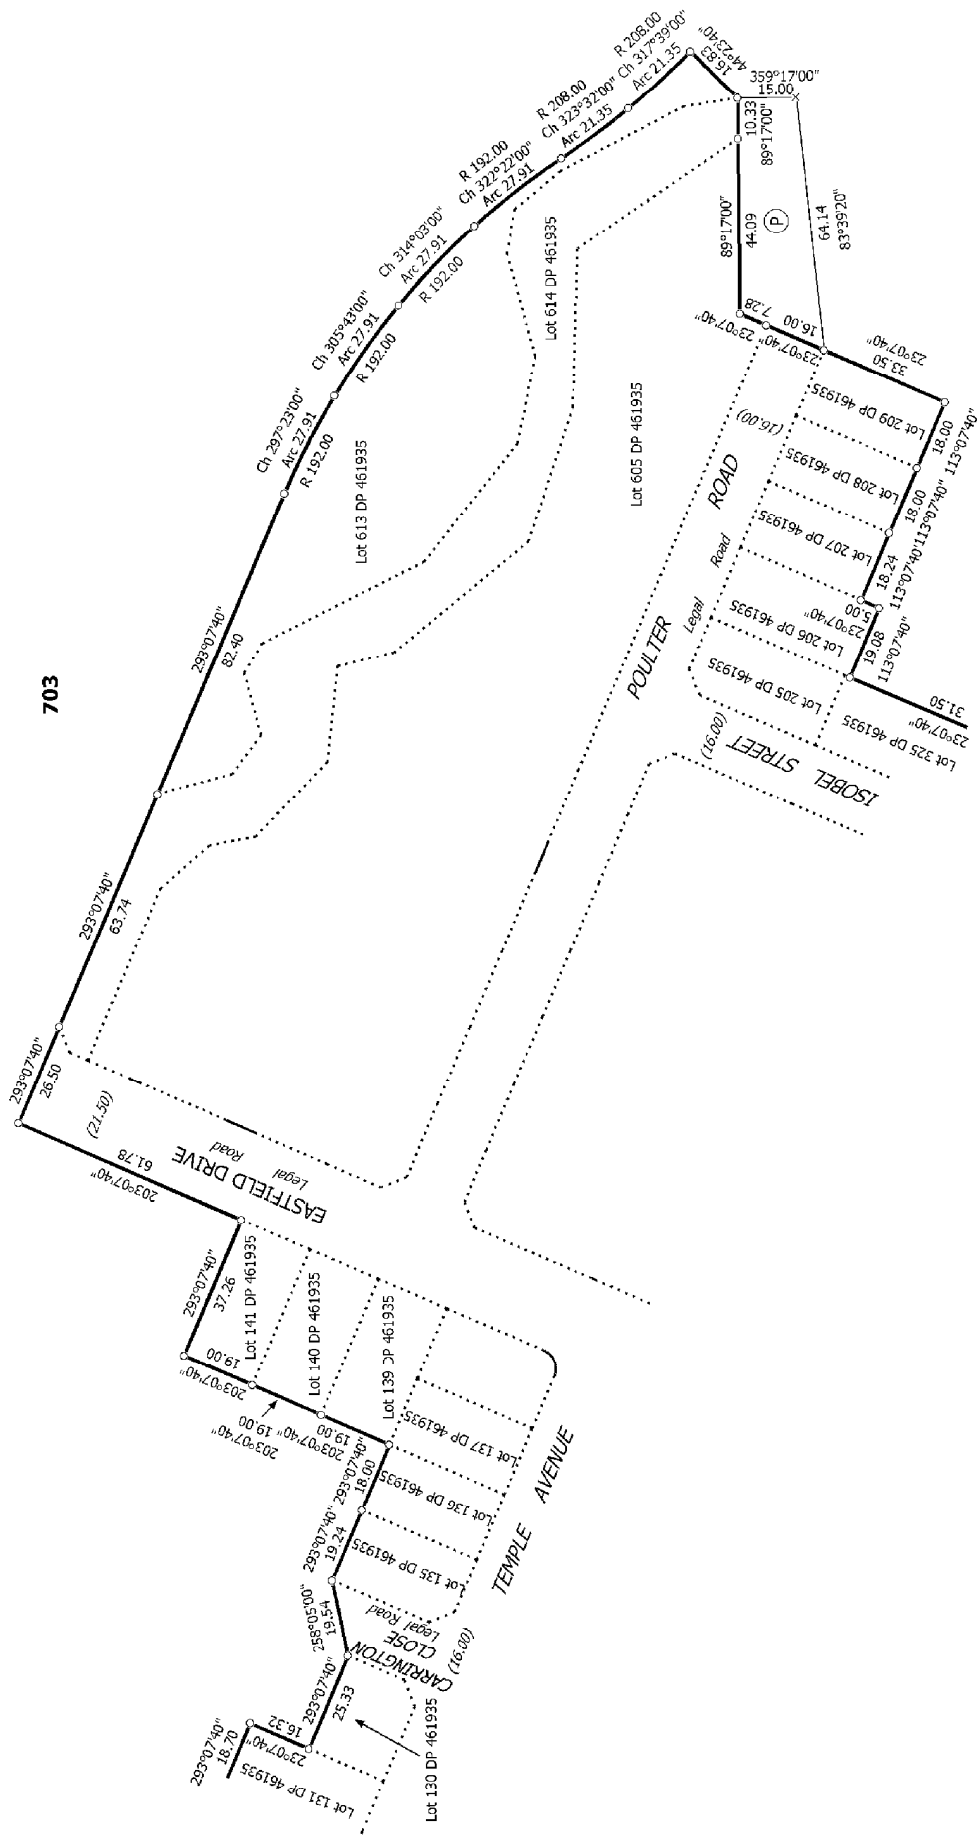 703
R 208.00
Ch 317°39'00"
Arc 21.35
R 208.00
Ch 323°32'00"
Arc 21.35
R 192.00
Ch 322°22'00"
Arc 27.91
Ch 314°03'00"
Arc 27.91
R 192.00
Ch 305°43'00"
Arc 27.91
R 192.00
Ch 297°23'00"
Arc 27.91
R 192.00
44°23'40"
16.83
359°17'00"
15.00
10.33
89°17'00"
89°17'00"
44.09
P
64.14
83°39'20"
7.28
23°07'40"
16.00
23°07'40"
33.50
23°07'40"
Lot 614 DP 461935
Lot 613 DP 461935
Lot 605 DP 461935
293°07'40"
82.40
293°07'40"
63.74
293°07'40"
26.50
(21.50)
61.78
203°07'40"
EASTFIELD DRIVE
Legal Road
POULTER ROAD
(16.00)
Legal Road
Lot 209 DP 461935
Lot 208 DP 461935
Lot 207 DP 461935
Lot 206 DP 461935
Lot 205 DP 461935
Lot 325 DP 461935
18.00
113°07'40"
18.00
113°07'40"
18.24
113°07'40"
5.00
23°07'40"
19.08
113°07'40"
31.50
23°07'40"
ISOBEL STREET
(16.00)
293°07'40"
37.26
19.00
203°07'40"
19.00
203°07'40"
19.00
203°07'40"
Lot 141 DP 461935
Lot 140 DP 461935
Lot 139 DP 461935
293°07'40"
18.00
293°07'40"
19.24
258°05'00"
19.54
293°07'40"
25.33
16.32
23°07'40"
293°07'40"
18.70
Lot 137 DP 461935
Lot 136 DP 461935
Lot 135 DP 461935
Lot 131 DP 461935
Lot 130 DP 461935
CARRINGTON
CLOSE
Legal Road
(16.00)
TEMPLE AVENUE